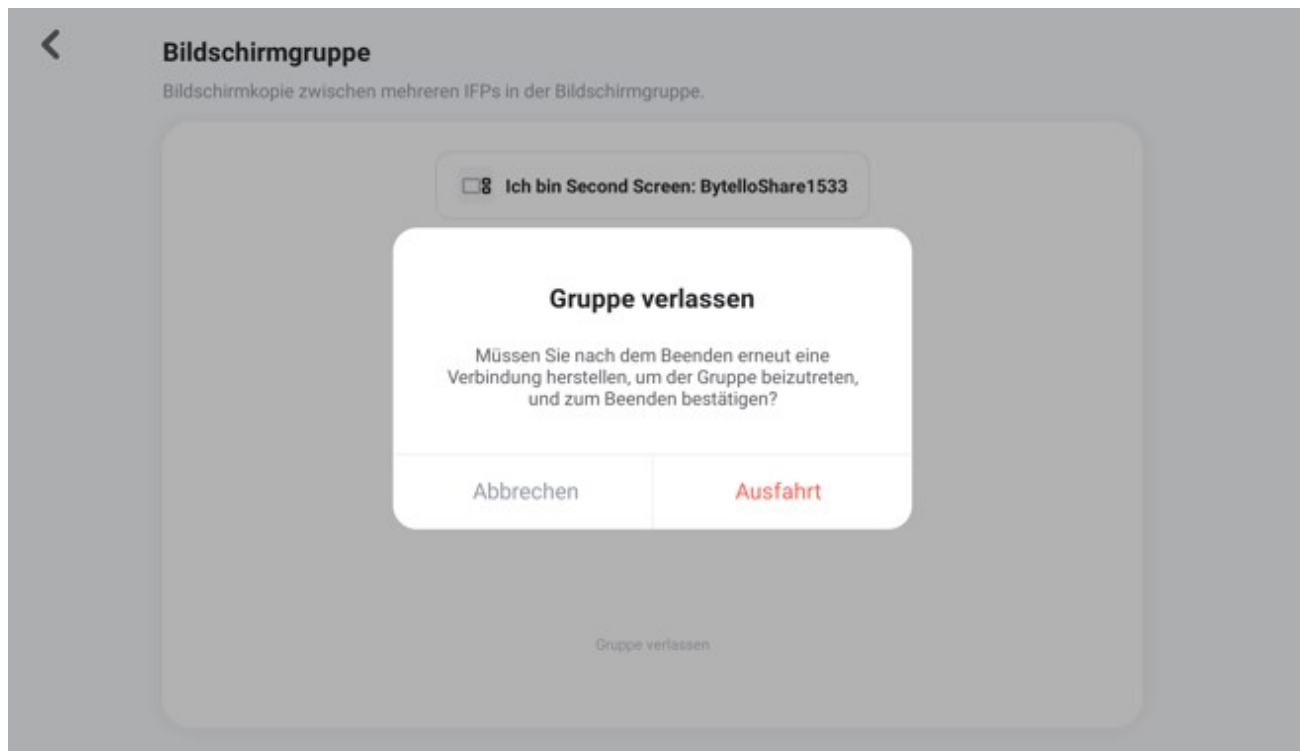 Bildschirmgruppe
Bildschirmkopie zwischen mehreren IFPs in der Bildschirmgruppe.
Ich bin Second Screen: BytelloShare1533
Gruppe verlassen
Müssen Sie nach dem Beenden erneut eine
Verbindung herstellen, um der Gruppe beizutreten,
und zum Beenden bestätigen?
Abbrechen
Ausfahrt
Gruppe verlassen